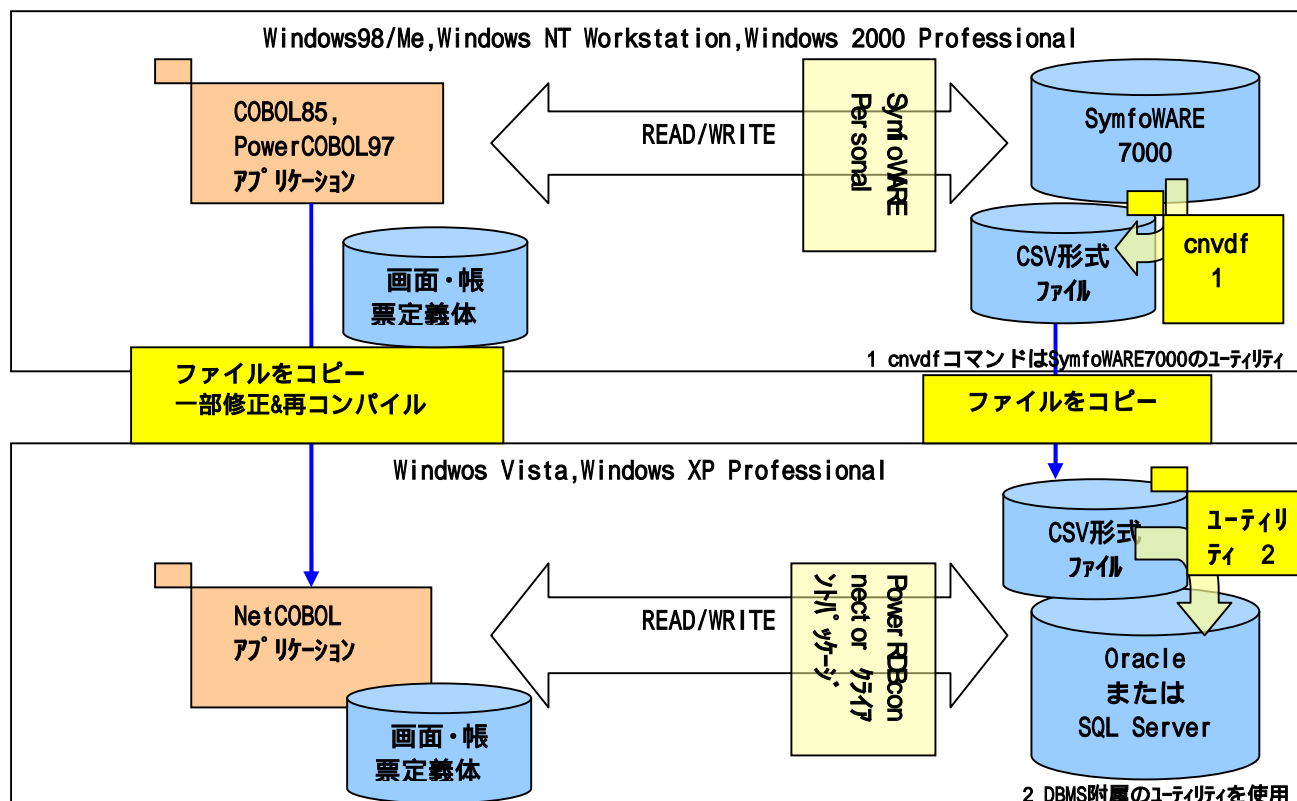 Windows98/Me,Windows NT Workstation,Windows 2000 Professional
COBOL85,
PowerCOBOL97
ｱﾌﾟﾘｹｰｼｮﾝ
READ/WRITE
SymfoWARE
Personal
SymfoWARE
7000
画面・帳
票定義体
CSV形式
ﾌｧｲﾙ
cnvdf
1
1 cnvdfコマンドはSymfoWARE7000のﾕｰﾃｨﾘﾃｨ
ファイルをコピー
一部修正&再コンパイル
ファイルをコピー
Windwos Vista,Windows XP Professional
NetCOBOL
ｱﾌﾟﾘｹｰｼｮﾝ
READ/WRITE
PowerRDBcon
nector ｸﾗｲｱ
ﾝﾄﾊﾟｯｹｰｼﾞ
CSV形式
ﾌｧｲﾙ
ﾕｰﾃｨﾘ
ﾃｨ 2
画面・帳
票定義体
Oracle
または
SQL Server
2 DBMS附属のﾕｰﾃｨﾘﾃｨを使用